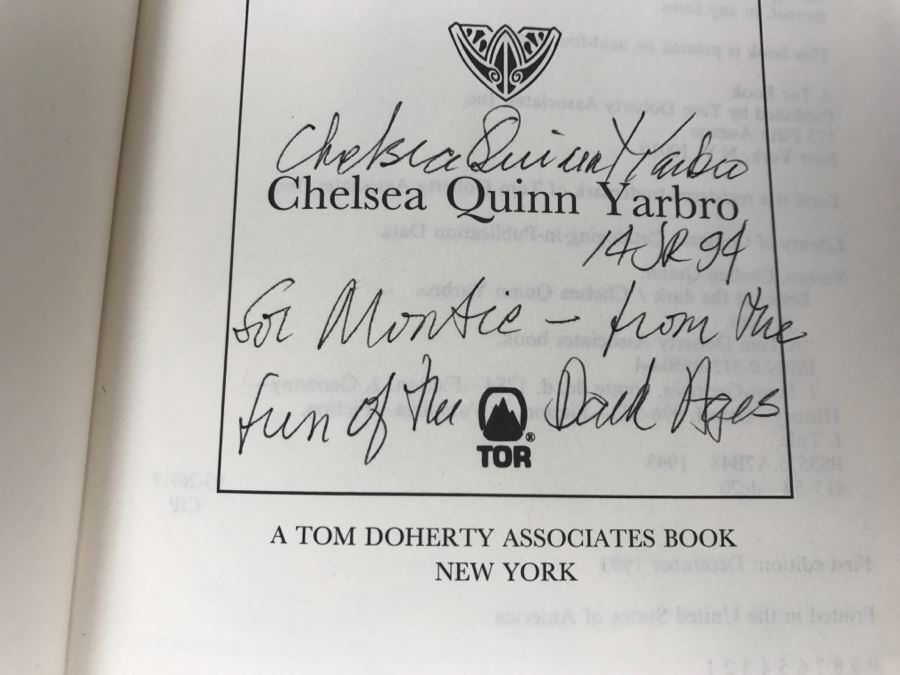 Chelsea Quinn Yarbro
Chelsea Quinn Yarbro
14 JR 94
For Montie – from the
fun of the Dark Ages
TOR®
A TOM DOHERTY ASSOCIATES BOOK
NEW YORK